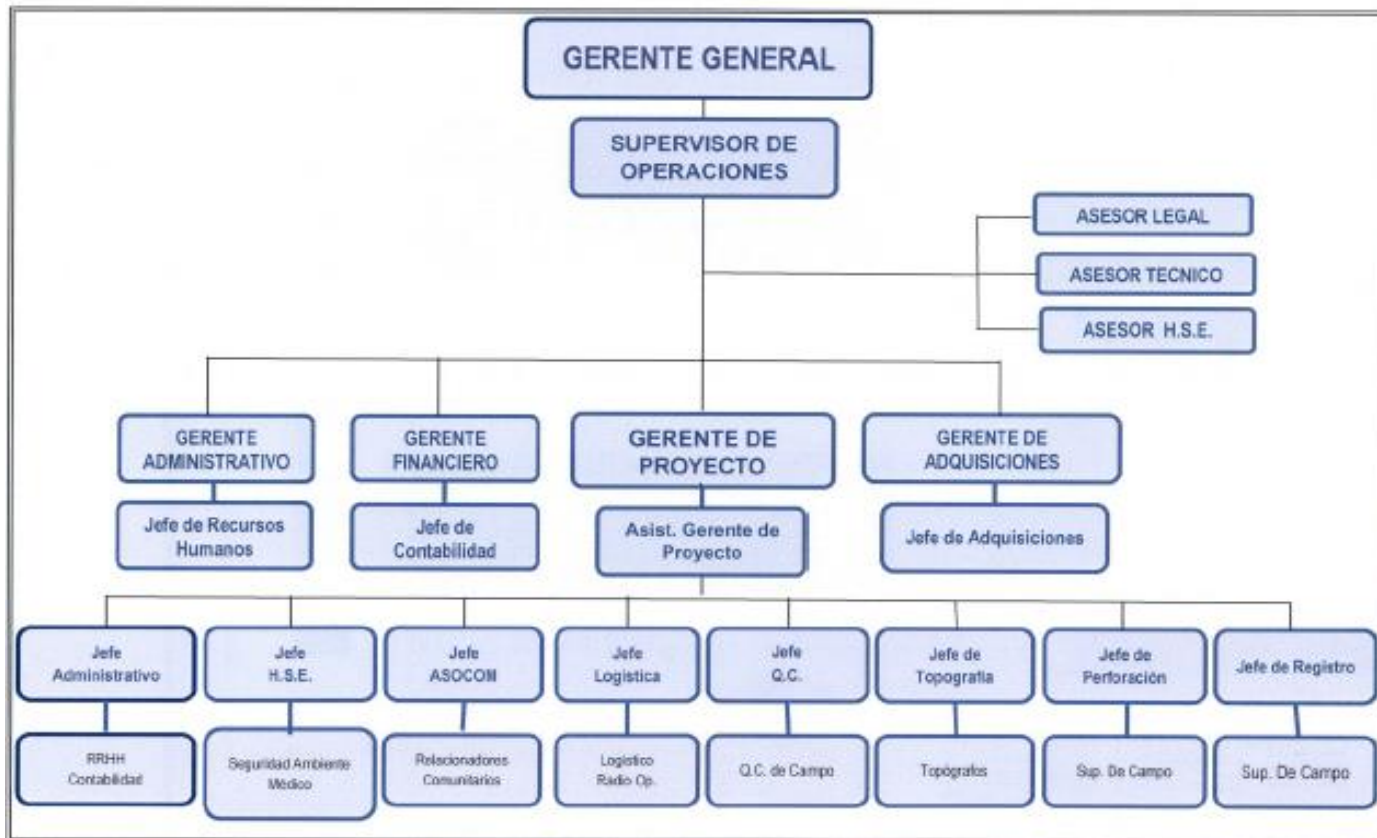 GERENTE GENERAL
SUPERVISOR DE
OPERACIONES
ASESOR LEGAL
ASESOR TECNICO
ASESOR H.S.E.
GERENTE
ADMINISTRATIVO
GERENTE
FINANCIERO
GERENTE DE
PROYECTO
GERENTE DE
ADQUISICIONES
Jefe de Recursos
Humanos
Jefe de
Contabilidad
Asist. Gerente de
Proyecto
Jefe de Adquisiciones
Jefe
Administrativo
Jefe
H.S.E.
Jefe
ASOCOM
Jefe
Logística
Jefe
Q.C.
Jefe de
Topografía
Jefe de
Perforación
Jefe de Registro
RRHH
Contabilidad
Seguridad Ambiente
Médico
Relacionadores
Comunitarios
Logístico
Radio Op.
Q.C. de Campo
Topógrafos
Sup. De Campo
Sup. De Campo